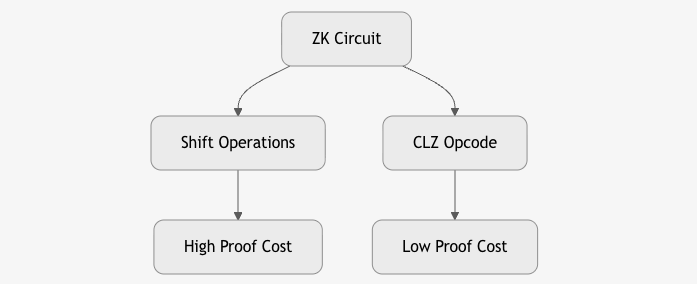 ZK Circuit
Shift Operations
CLZ Opcode
High Proof Cost
Low Proof Cost